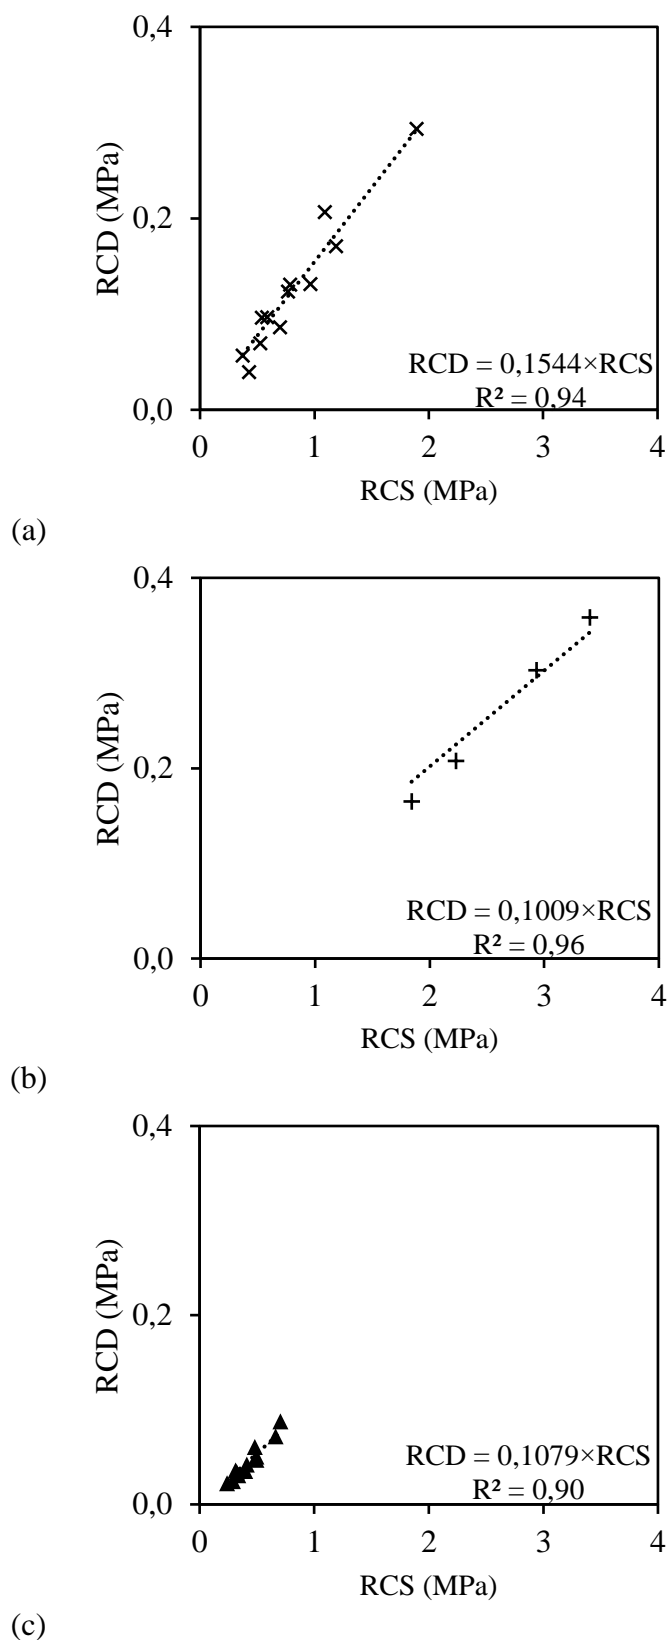 0,4
0,2
0,0
RCD (MPa)
RCD = 0,1544×RCS
R² = 0,94
0 1 2 3 4
RCS (MPa)
(a)
0,4
0,2
0,0
RCD (MPa)
RCD = 0,1009×RCS
R² = 0,96
0 1 2 3 4
RCS (MPa)
(b)
0,4
0,2
0,0
RCD (MPa)
RCD = 0,1079×RCS
R² = 0,90
0 1 2 3 4
RCS (MPa)
(c)